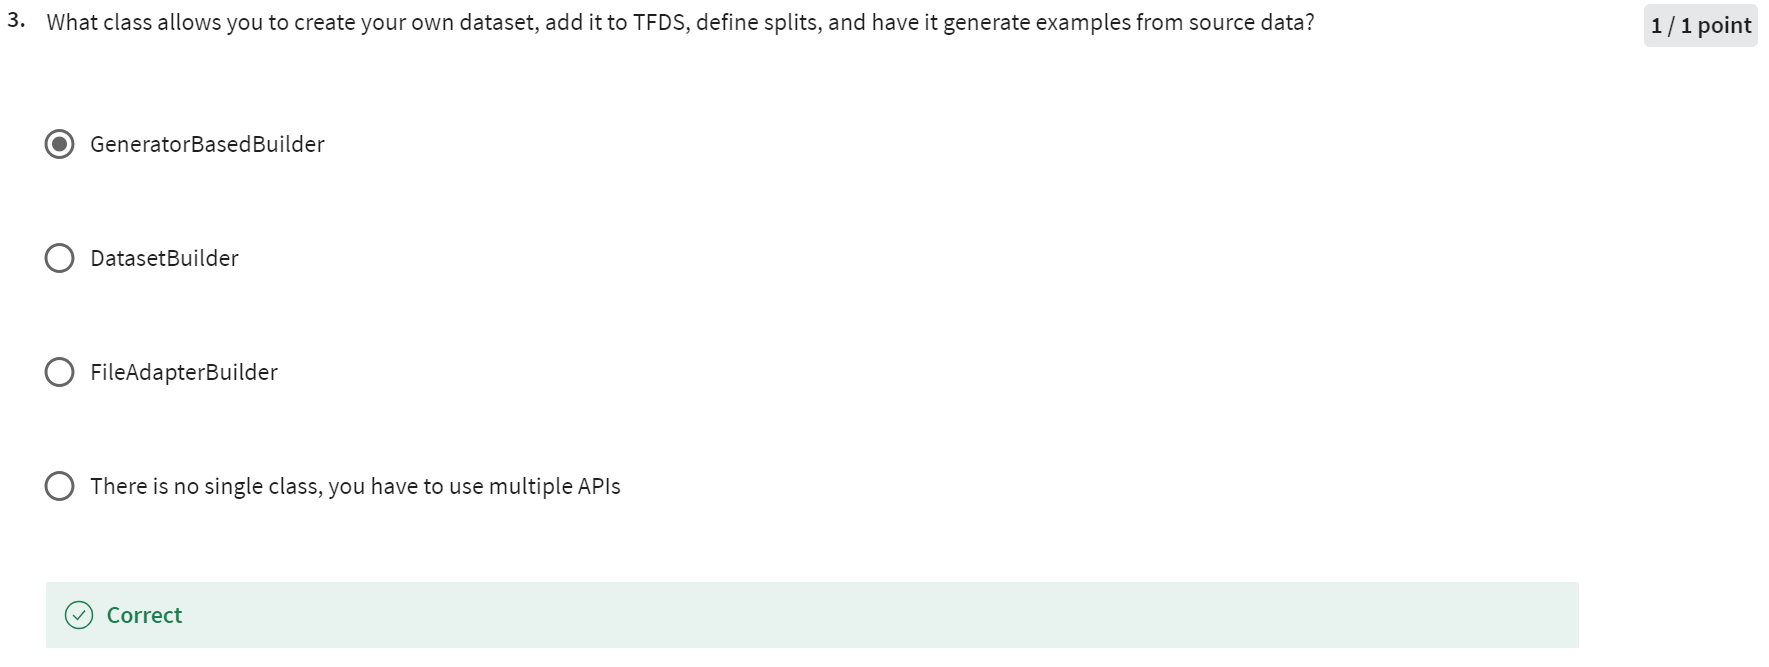 3. What class allows you to create your own dataset, add it to TFDS, define splits, and have it generate examples from source data?
1 / 1 point
GeneratorBasedBuilder
DatasetBuilder
FileAdapterBuilder
There is no single class, you have to use multiple APIs
Correct